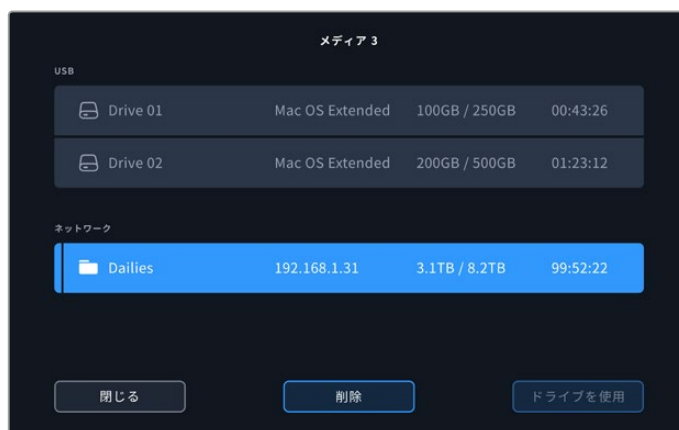 メディア 3
USB
Drive 01 Mac OS Extended 100GB / 250GB 00:43:26
Drive 02 Mac OS Extended 200GB / 500GB 01:23:12
ネットワーク
Dailies 192.168.1.31 3.1TB / 8.2TB 99:52:22
閉じる 削除 ドライブを使用